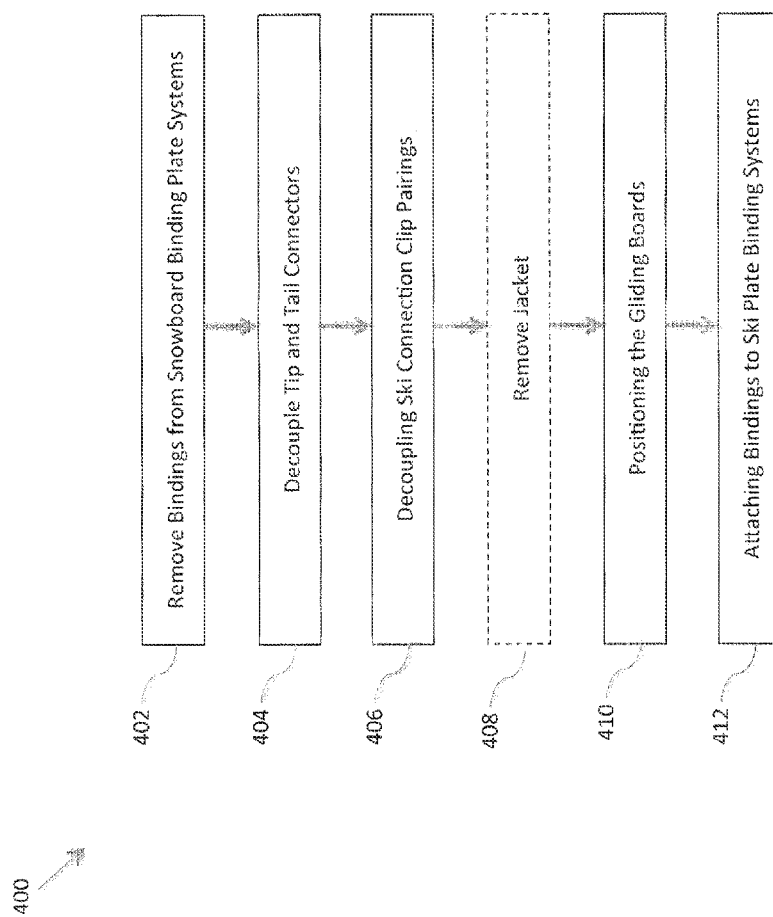 400
402
Remove Bindings from Snowboard Binding Plate Systems
404
Decouple Tip and Tail Connectors
406
Decoupling Ski Connection Clip Pairings
408
Remove Jacket
410
Positioning the Gliding Boards
412
Attaching Bindings to Ski Plate Binding Systems